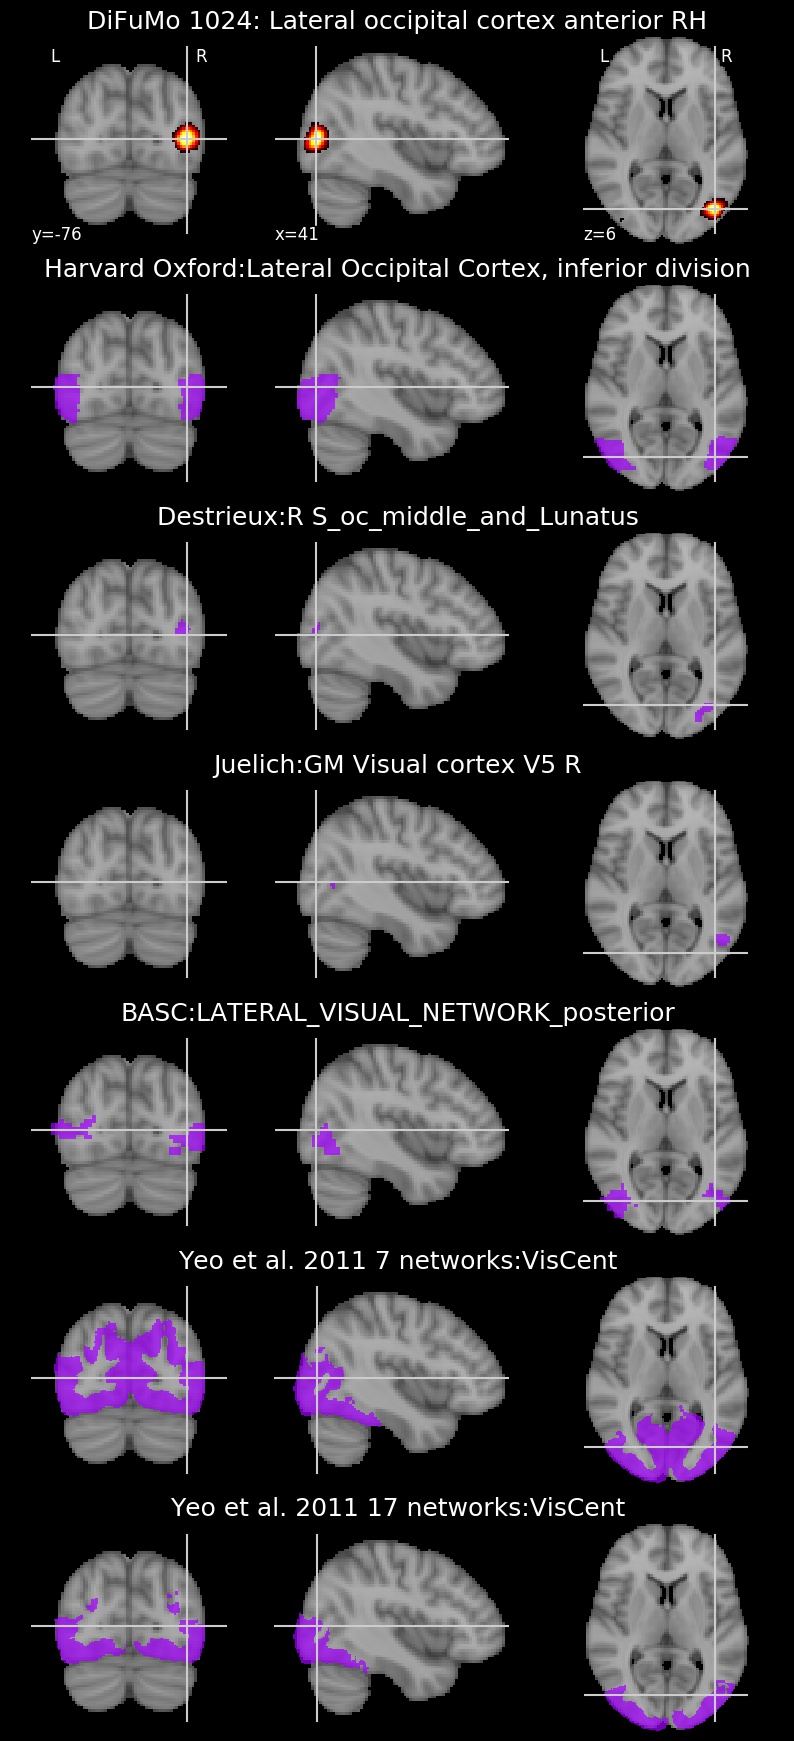 DiFuMo 1024: Lateral occipital cortex anterior RH
L R L R
y=-76 x=41 z=6
Harvard Oxford:Lateral Occipital Cortex, inferior division
Destrieux:R S_oc_middle_and_Lunatus
Juelich:GM Visual cortex V5 R
BASC:LATERAL_VISUAL_NETWORK_posterior
Yeo et al. 2011 7 networks:VisCent
Yeo et al. 2011 17 networks:VisCent